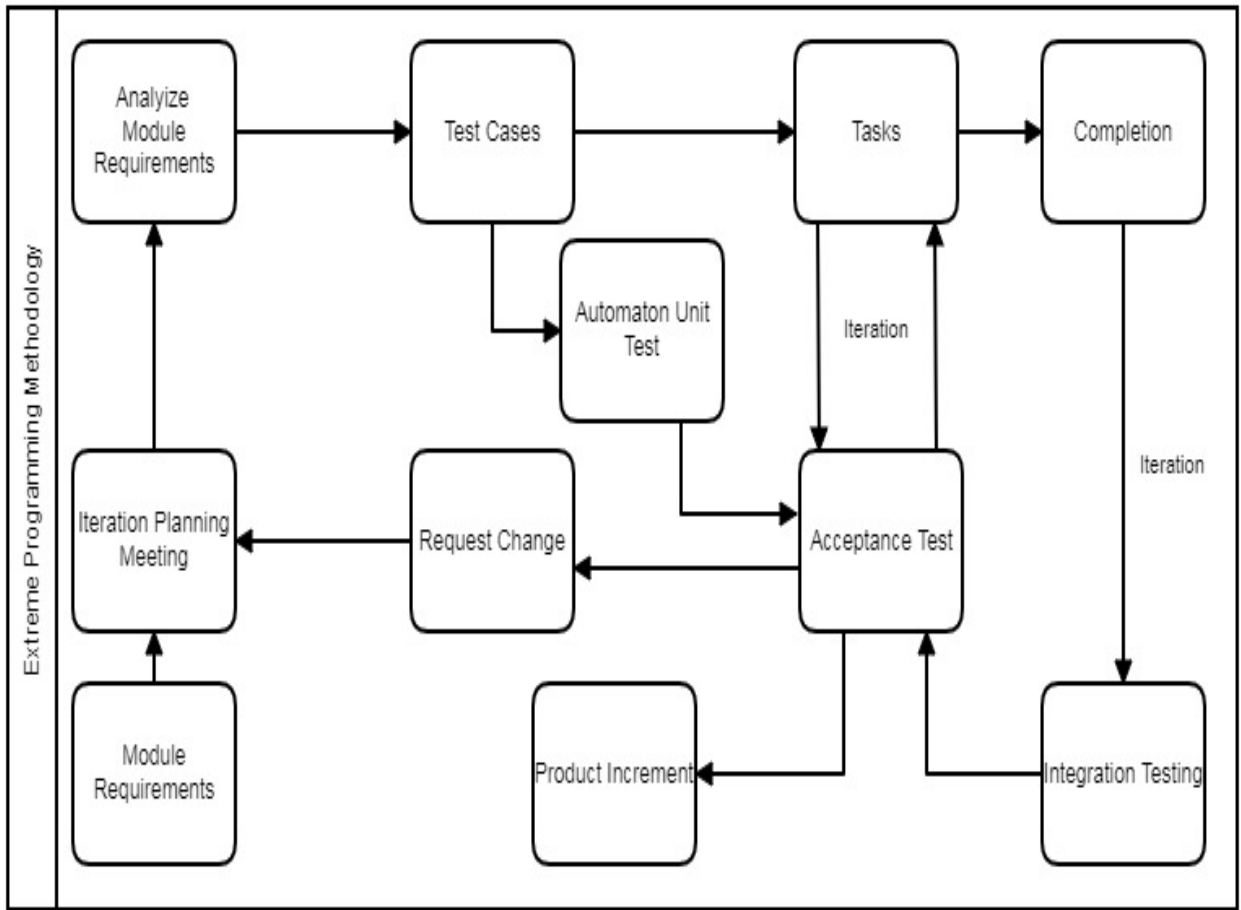 Extreme Programming Methodology
Analyize
Module
Requirements
Test Cases
Tasks
Completion
Automaton Unit
Test
Iteration
Iteration
Iteration Planning
Meeting
Request Change
Acceptance Test
Module
Requirements
Product Increment
Integration Testing